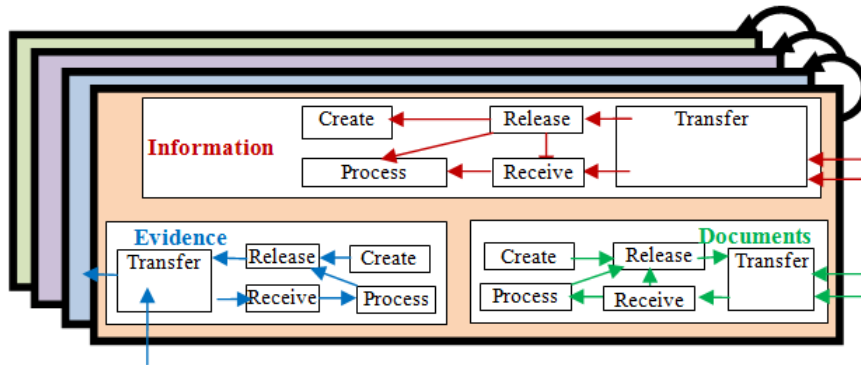 Create
Release
Transfer
Information
Process
Receive
Evidence
Transfer
Release
Create
Receive
Process
Documents
Create
Release
Transfer
Process
Receive